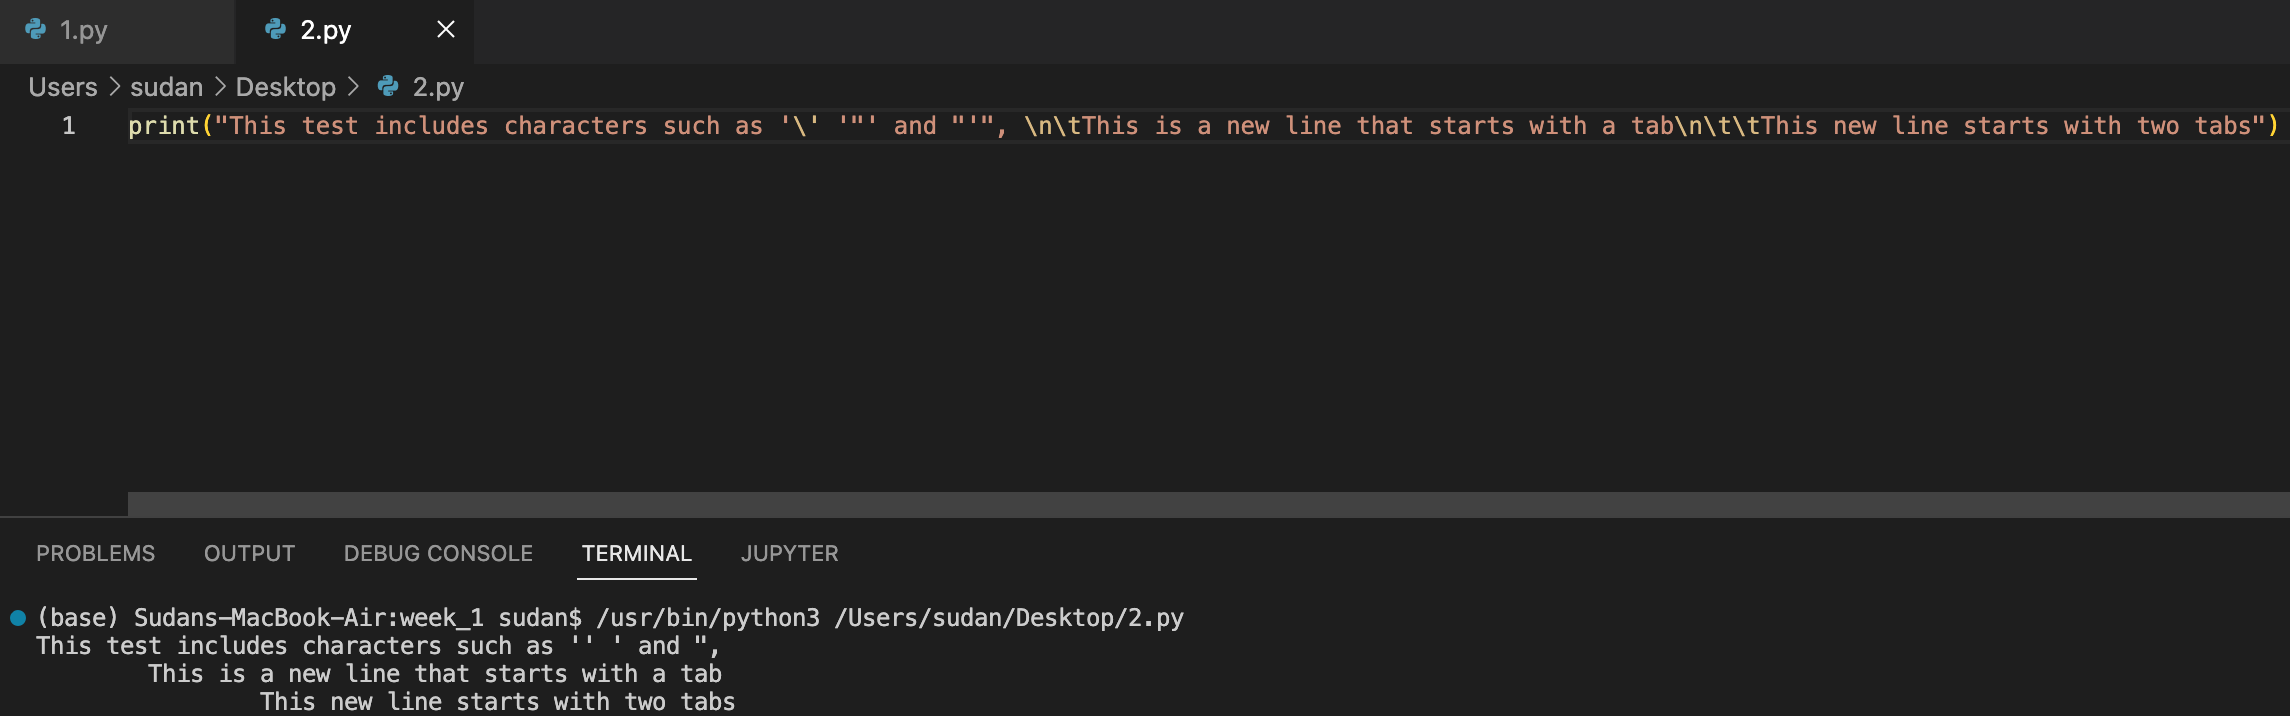 1.py
2.py
Users > sudan > Desktop > 2.py
1 print("This test includes characters such as '\' '"' and "'", \n\tThis is a new line that starts with a tab\n\t\tThis new line starts with two tabs")
PROBLEMS OUTPUT DEBUG CONSOLE TERMINAL JUPYTER
(base) Sudans-MacBook-Air:week_1 sudan$ /usr/bin/python3 /Users/sudan/Desktop/2.py
This test includes characters such as '' ' and ",
This is a new line that starts with a tab
This new line starts with two tabs